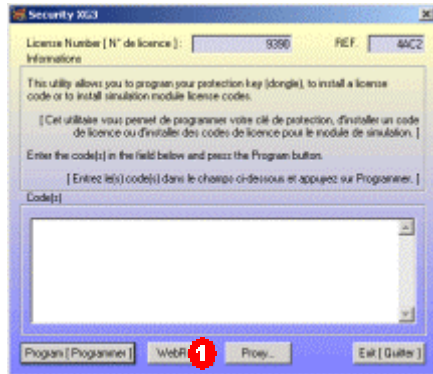 Security XG3
License Number [ N° de licence ] : 9390 REF. 4AC2
Informations
This utility allows you to program your protection key (dongle), to install a license
code or to install simulation module license codes.
[ Cet utilitaire vous permet de programmer votre clé de protection, d'installer un code
de licence ou d'installer des codes de licence pour le module de simulation. ]
Enter the code(s) in the field below and press the Program button.
[ Entrez le(s) code(s) dans le champs ci-dessous et appuyez sur Programmer. ]
Code(s)
Program [ Programmer ] WebR 1 Proxy... Exit [ Quitter ]